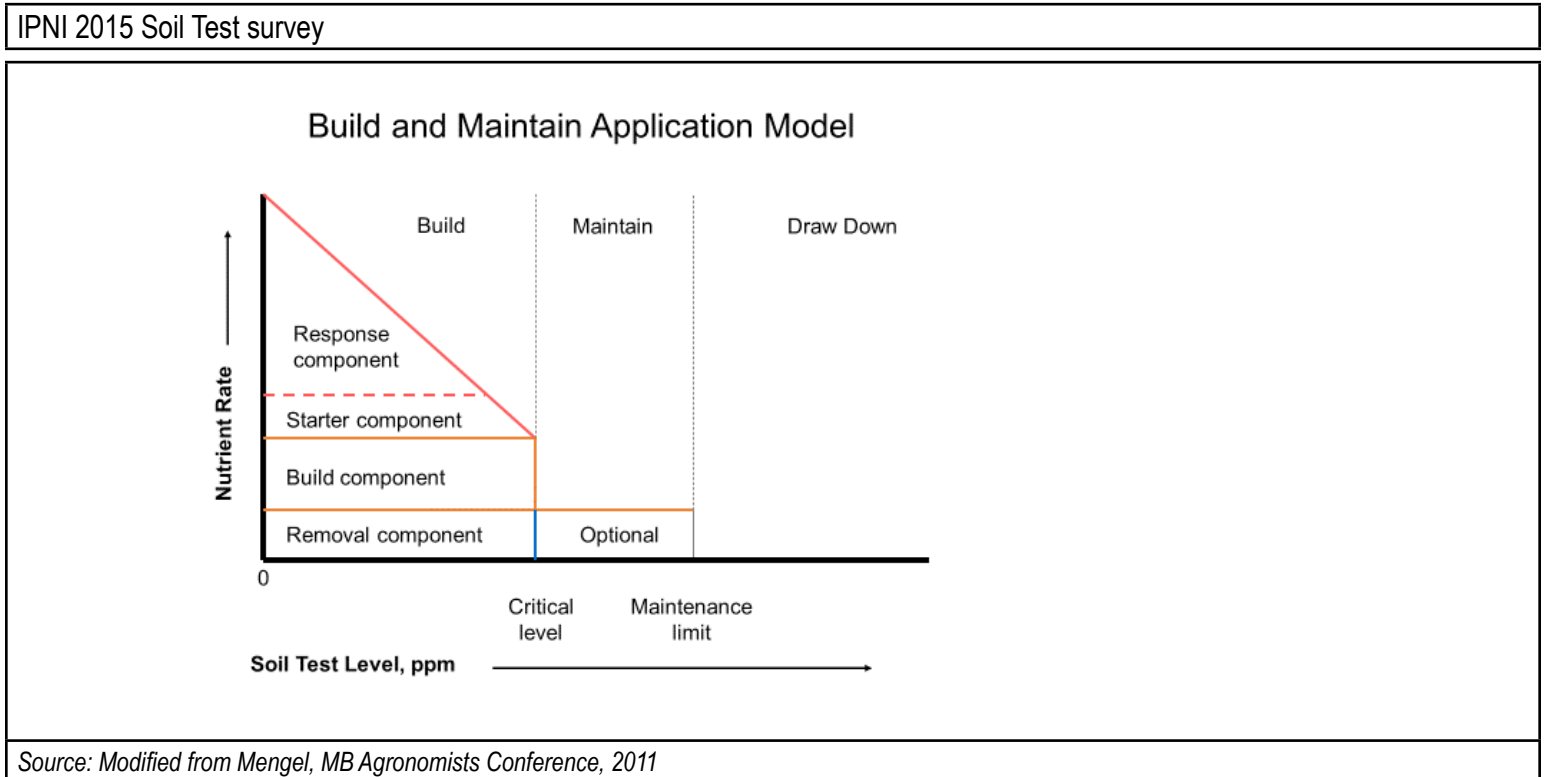 IPNI 2015 Soil Test survey
Build and Maintain Application Model
Build
Maintain
Draw Down
Response
component
Starter component
Build component
Removal component
Optional
Nutrient Rate
0
Critical
level
Maintenance
limit
Soil Test Level, ppm
Source: Modified from Mengel, MB Agronomists Conference, 2011